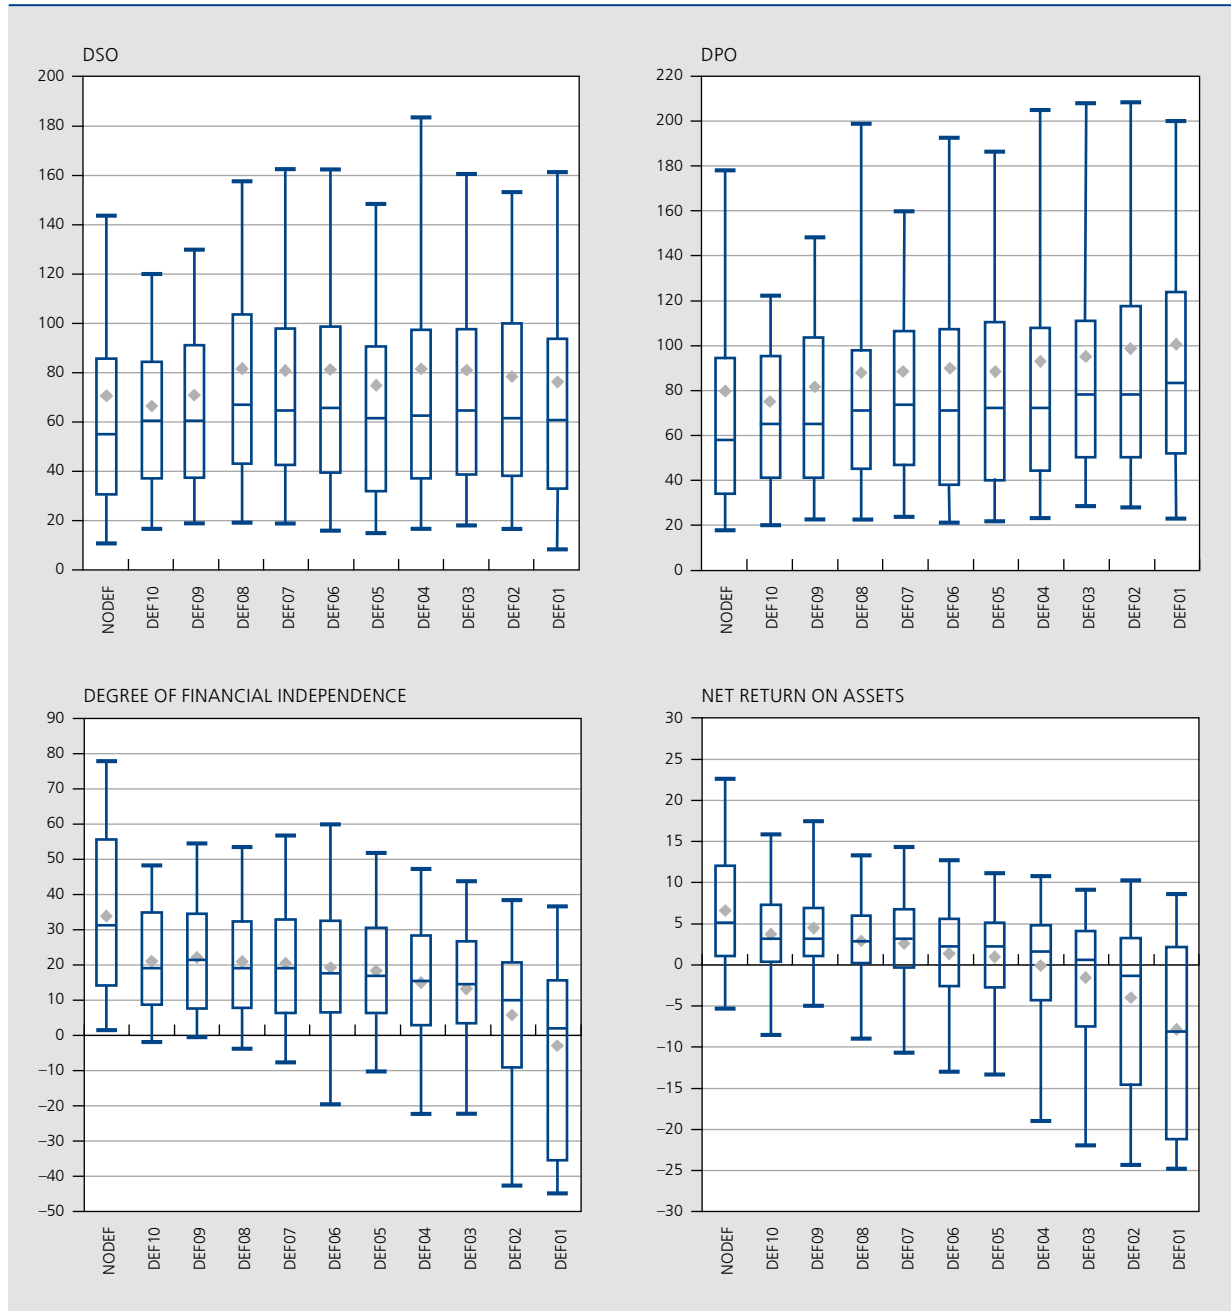 DSO
200
180
160
140
120
100
80
60
40
20
0
NODEF
DEF10
DEF09
DEF08
DEF07
DEF06
DEF05
DEF04
DEF03
DEF02
DEF01
DPO
220
200
180
160
140
120
100
80
60
40
20
0
NODEF
DEF10
DEF09
DEF08
DEF07
DEF06
DEF05
DEF04
DEF03
DEF02
DEF01
DEGREE OF FINANCIAL INDEPENDENCE
90
80
70
60
50
40
30
20
10
0
–10
–20
–30
–40
–50
NODEF
DEF10
DEF09
DEF08
DEF07
DEF06
DEF05
DEF04
DEF03
DEF02
DEF01
NET RETURN ON ASSETS
30
25
20
15
10
5
0
–5
–10
–15
–20
–25
–30
NODEF
DEF10
DEF09
DEF08
DEF07
DEF06
DEF05
DEF04
DEF03
DEF02
DEF01